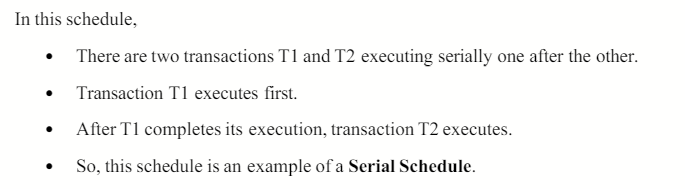 In this schedule,
• There are two transactions T1 and T2 executing serially one after the other.
• Transaction T1 executes first.
• After T1 completes its execution, transaction T2 executes.
• So, this schedule is an example of a Serial Schedule.